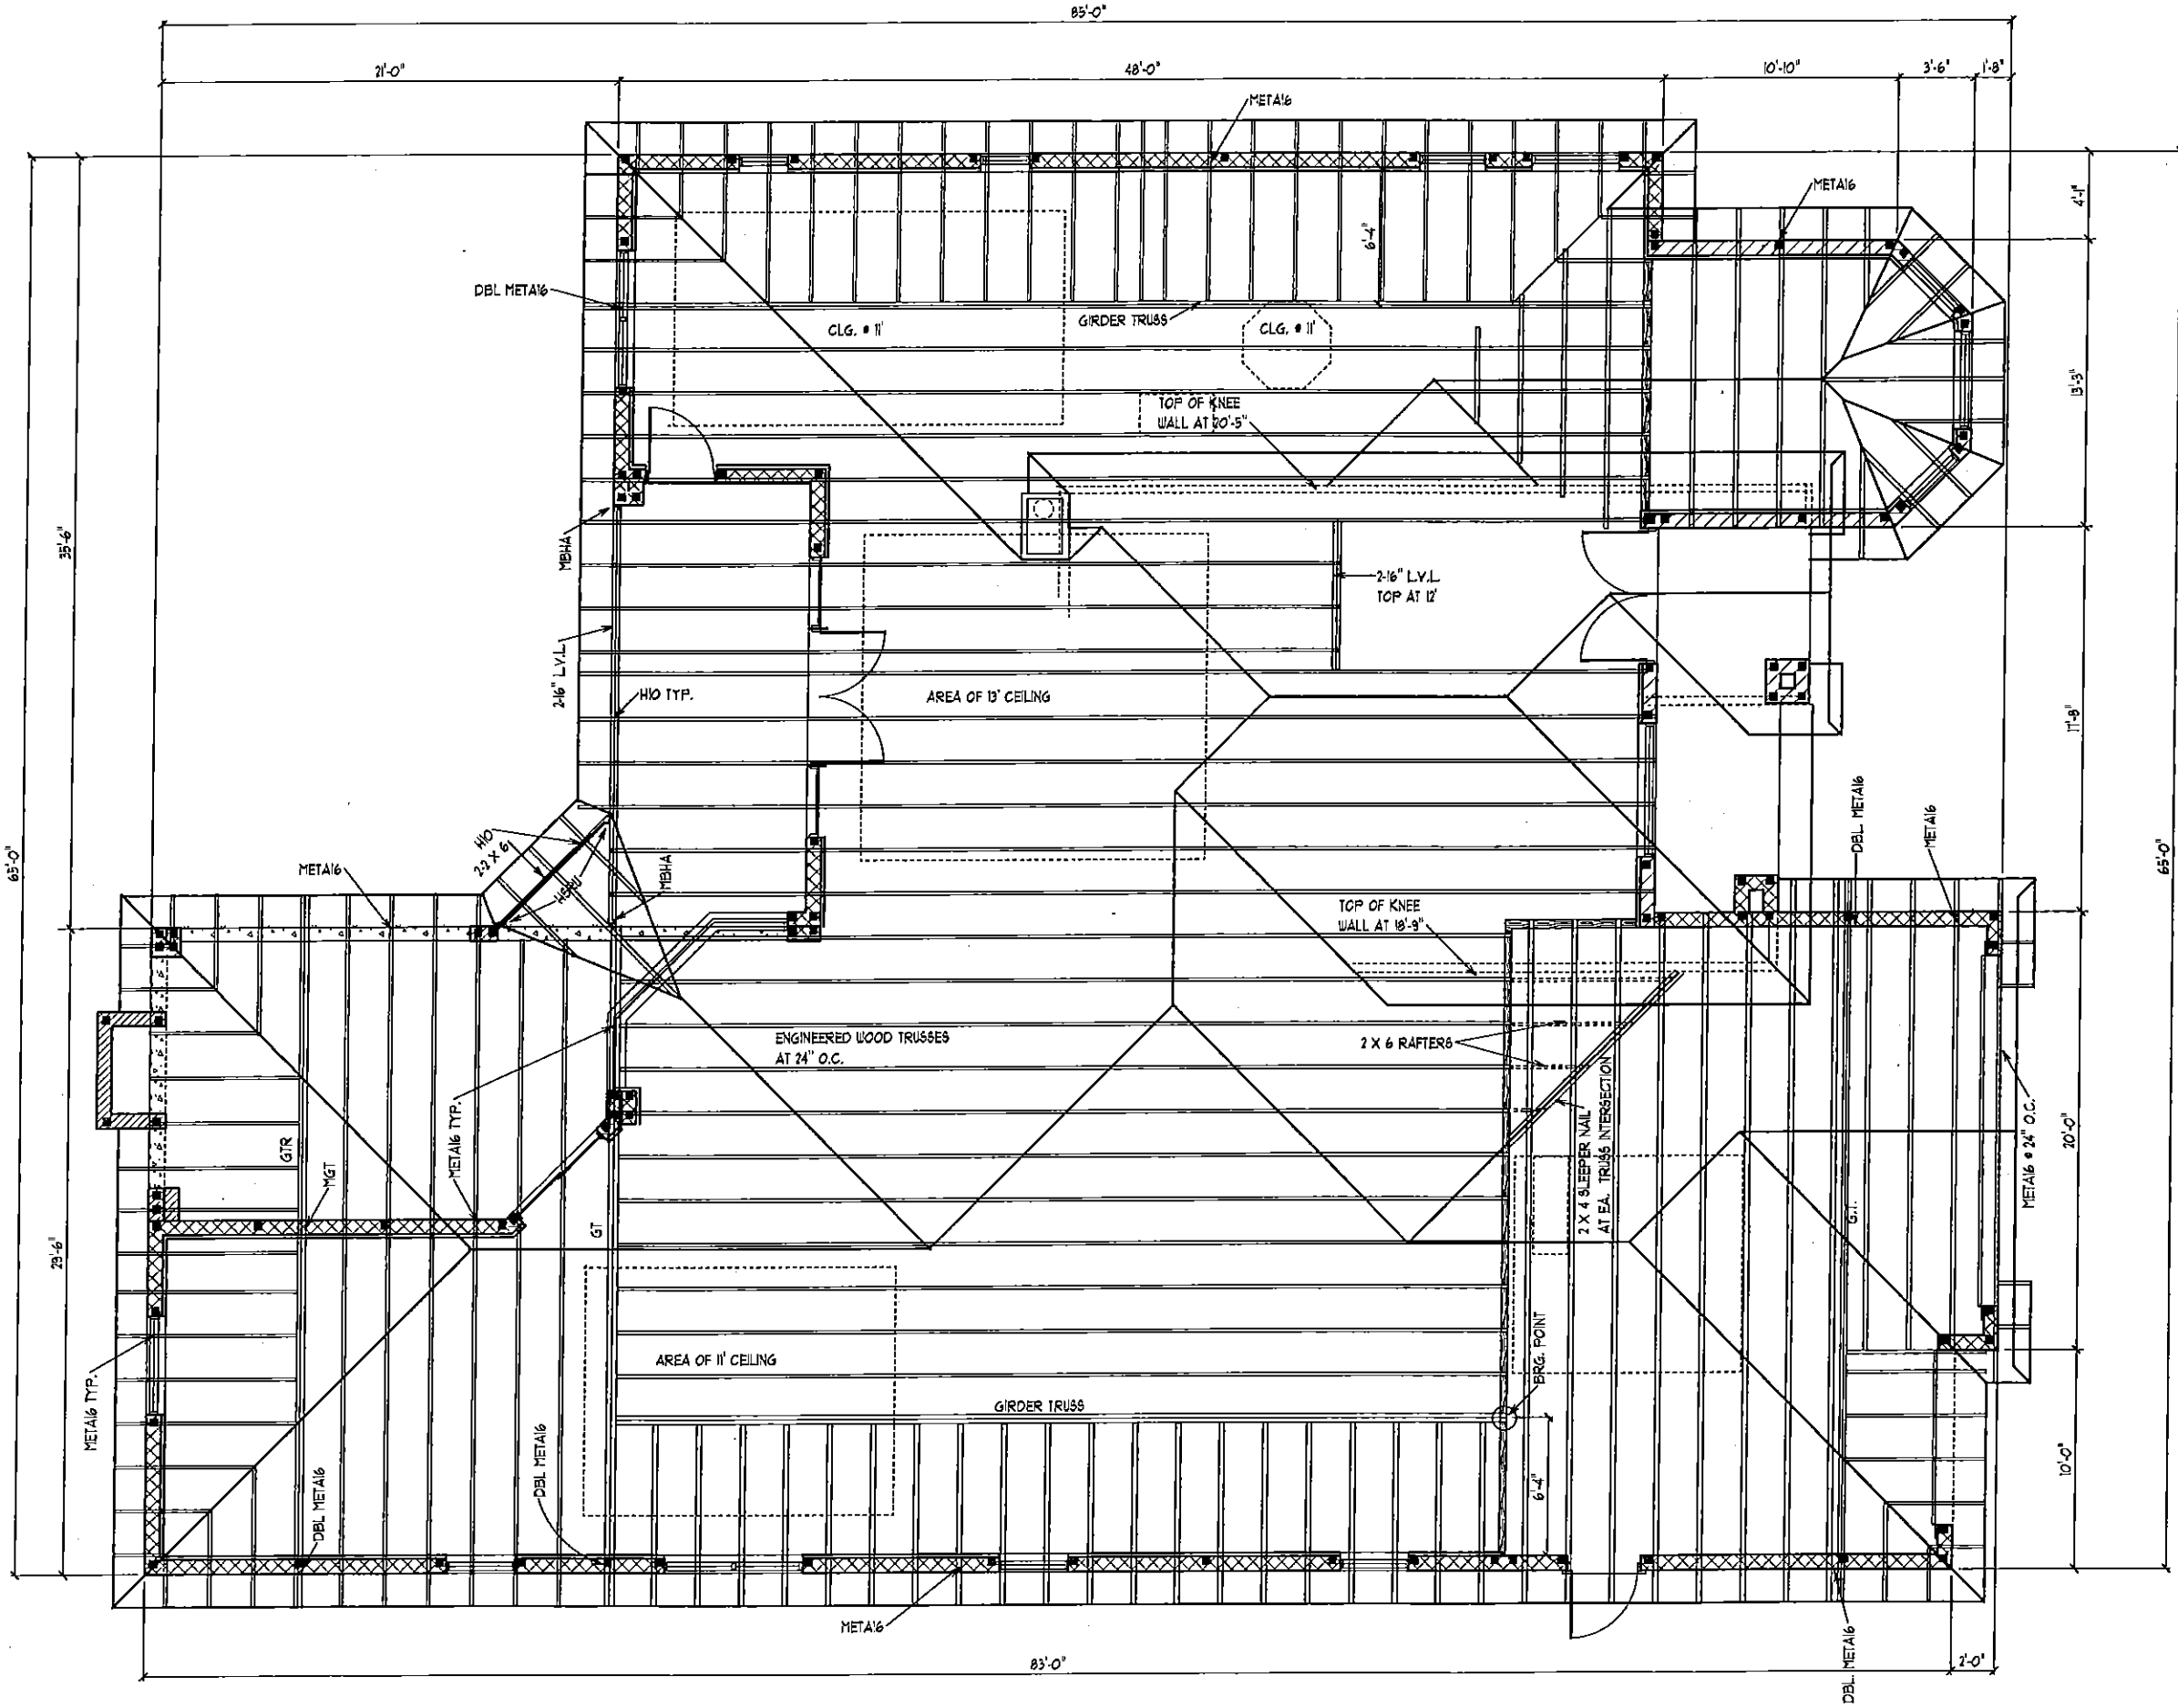 85'-0"
21'-0"
48'-0"
10'-10"
3'-6"
1'-8"
META16
META16
4'-1"
6'-4"
DBL META16
CLG. @ 11'
GIRDER TRUSS
CLG. @ 11'
13'-3"
TOP OF KNEE
WALL AT 20'-5"
35'-6"
MBHA
2-16" L.V.L.
TOP AT 12'
2-16" L.V.L.
H10 TYP.
AREA OF 13' CEILING
17'-8"
65'-0"
65'-0"
H10
2-2 X 6
META16
MBHA
DBL META16
META16
TOP OF KNEE
WALL AT 18'-9"
ENGINEERED WOOD TRUSSES
AT 24" O.C.
2 X 6 RAFTERS
2 X 4 SLEEPER NAIL
AT EA. TRUSS INTERSECTION
META16 @ 24" O.C.
20'-0"
GTR
MGT
META16 TYP.
GT
G.T.
29'-6"
BRG. POINT
META16 TYP.
AREA OF 11' CEILING
GIRDER TRUSS
DBL META16
DBL META16
6'-4"
10'-0"
META16
DBL META16
83'-0"
2'-0"